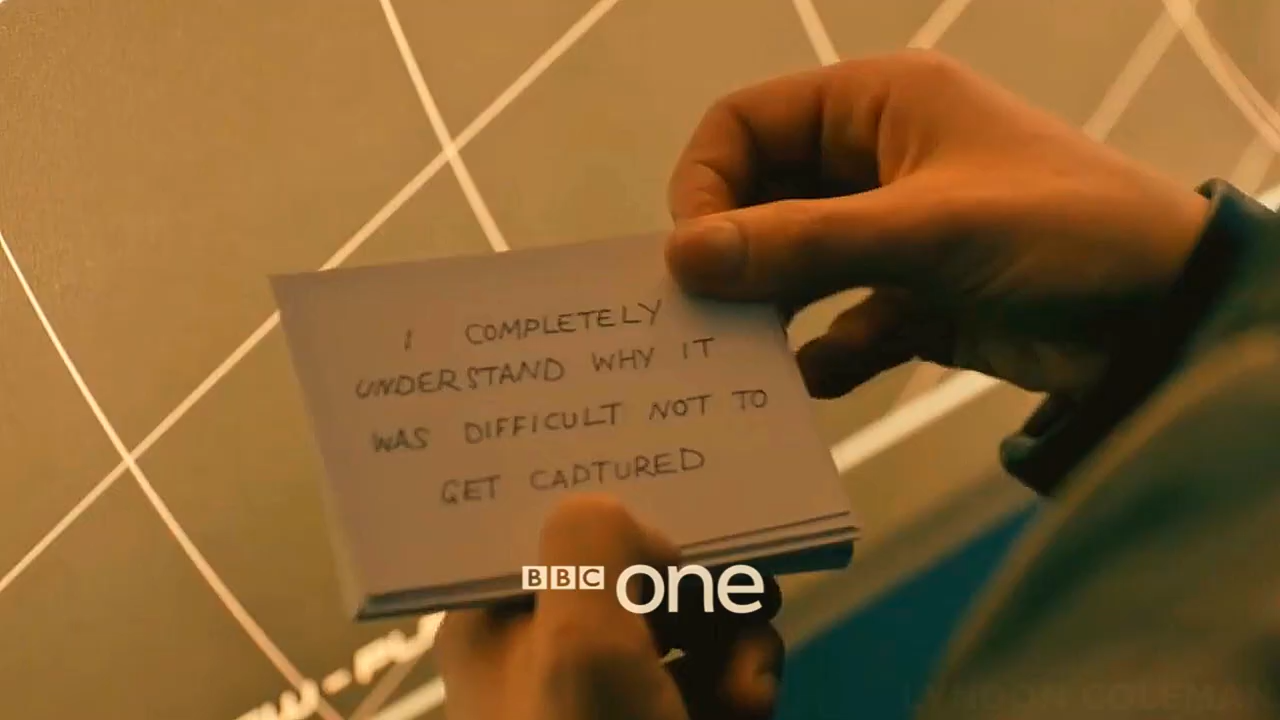 I COMPLETELY
UNDERSTAND WHY IT
WAS DIFFICULT NOT TO
GET CAPTURED
BBC one